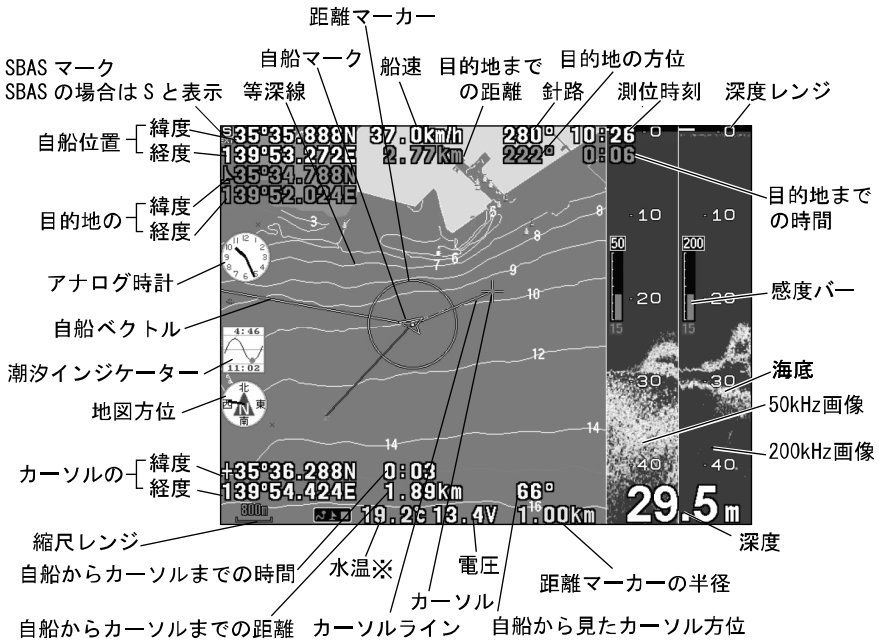 距離マーカー
自船マーク
船速
目的地まで
の距離
目的地の方位
針路
測位時刻
深度レンジ
SBAS マーク
SBAS の場合は S と表示
等深線
自船位置
緯度
経度
S35°35.888N
139°53.272E
37.0km/h
2.77km
280°
222°
10:26
0:06
35°34.788N
139°52.024E
目的地の
緯度
経度
目的地まで
の時間
アナログ時計
自船ベクトル
潮汐インジケーター
4:46
11:02
地図方位
北
西
東
南
N
3
6
7
6
8
8
9
10
12
14
14
16
0
10
20
30
40
0
10
20
30
40
50
15
200
15
感度バー
海底
50kHz画像
200kHz画像
カーソルの
緯度
経度
+35°36.288N
139°54.424E
0:03
1.89km
66°
800m
19.2℃
13.4V
1.00km
29.5m
縮尺レンジ
自船からカーソルまでの時間
自船からカーソルまでの距離
水温※
電圧
カーソル
カーソルライン
距離マーカーの半径
自船から見たカーソル方位
深度